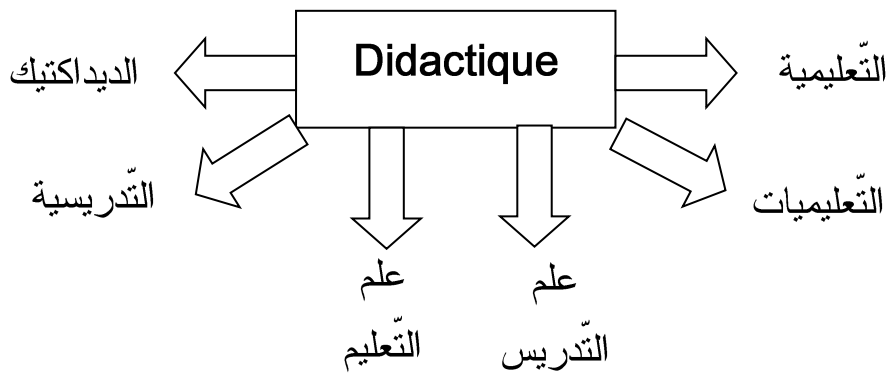 Didactique
التّعليمية
الديداكتيك
التّعليميات
التّدريسية
علم
التّدريس
علم
التّعليم